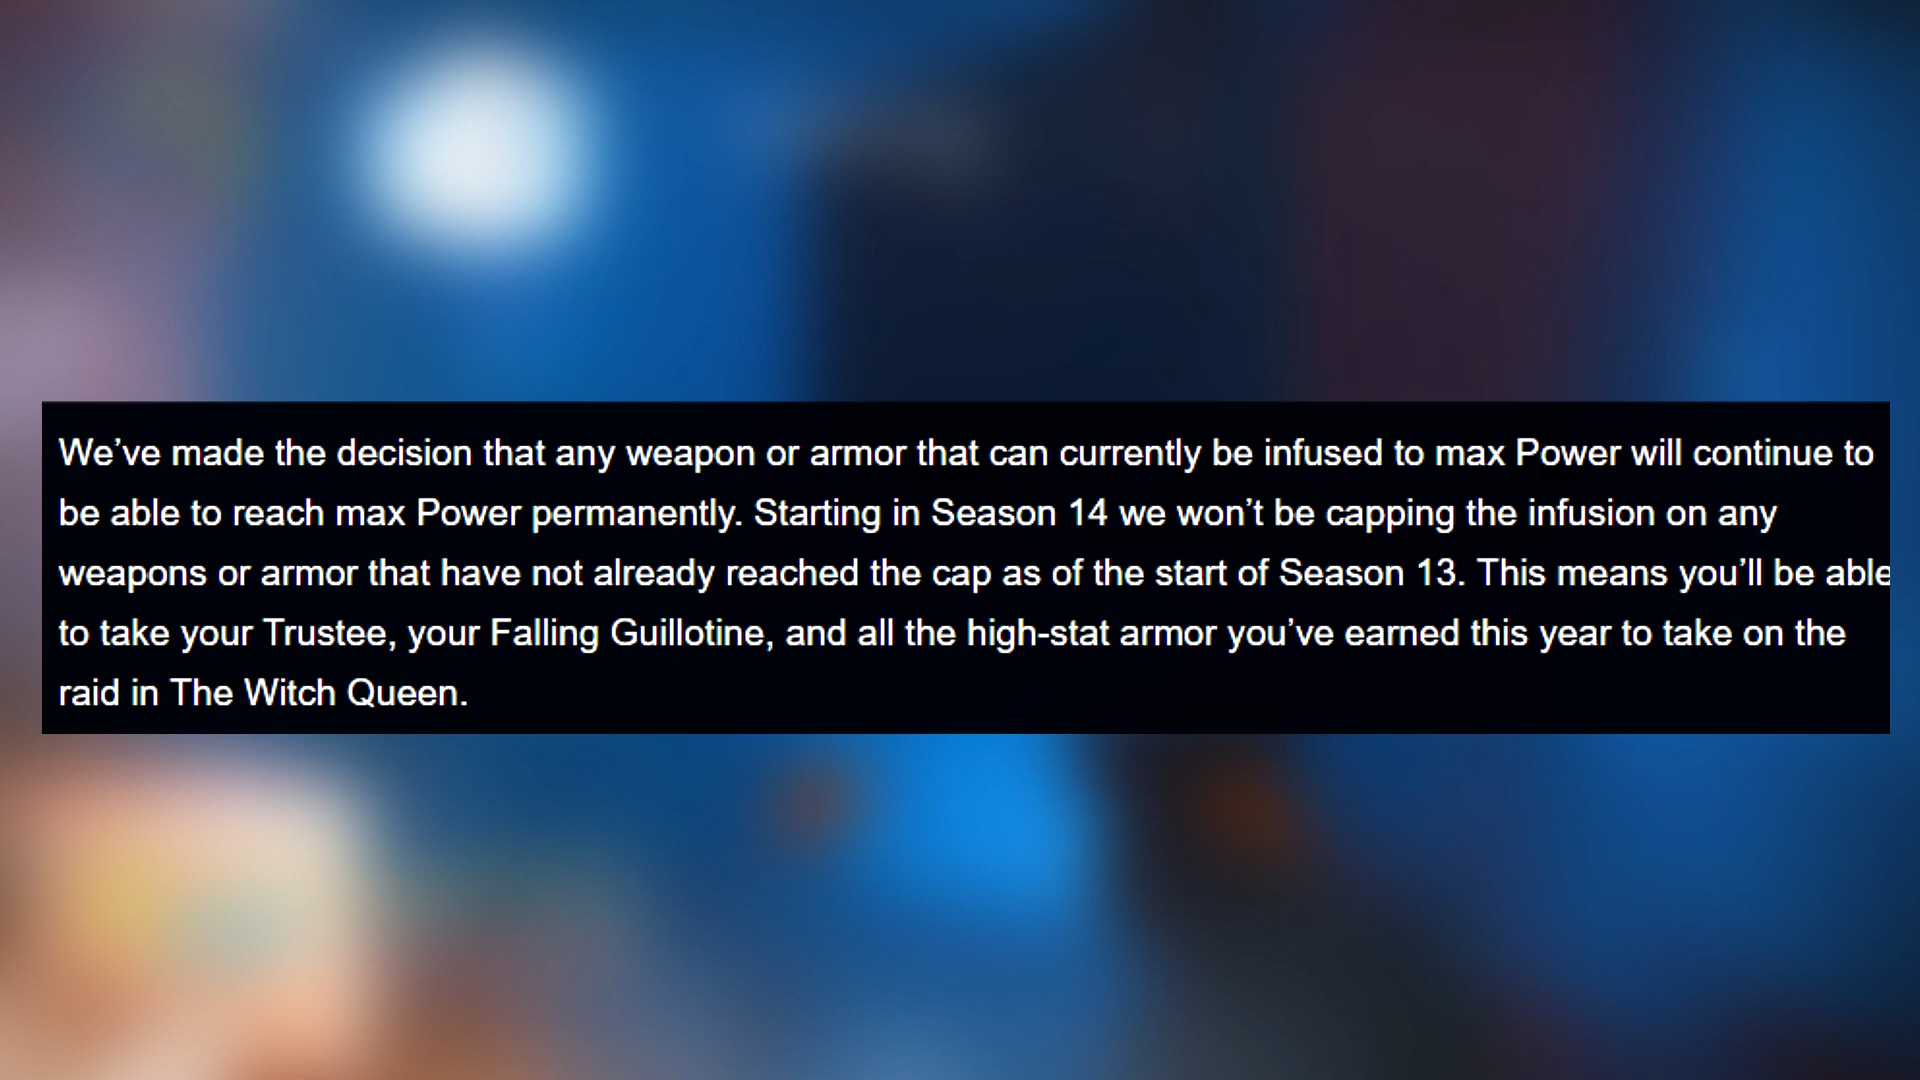 We’ve made the decision that any weapon or armor that can currently be infused to max Power will continue to
be able to reach max Power permanently. Starting in Season 14 we won’t be capping the infusion on any
weapons or armor that have not already reached the cap as of the start of Season 13. This means you’ll be able
to take your Trustee, your Falling Guillotine, and all the high-stat armor you’ve earned this year to take on the
raid in The Witch Queen.